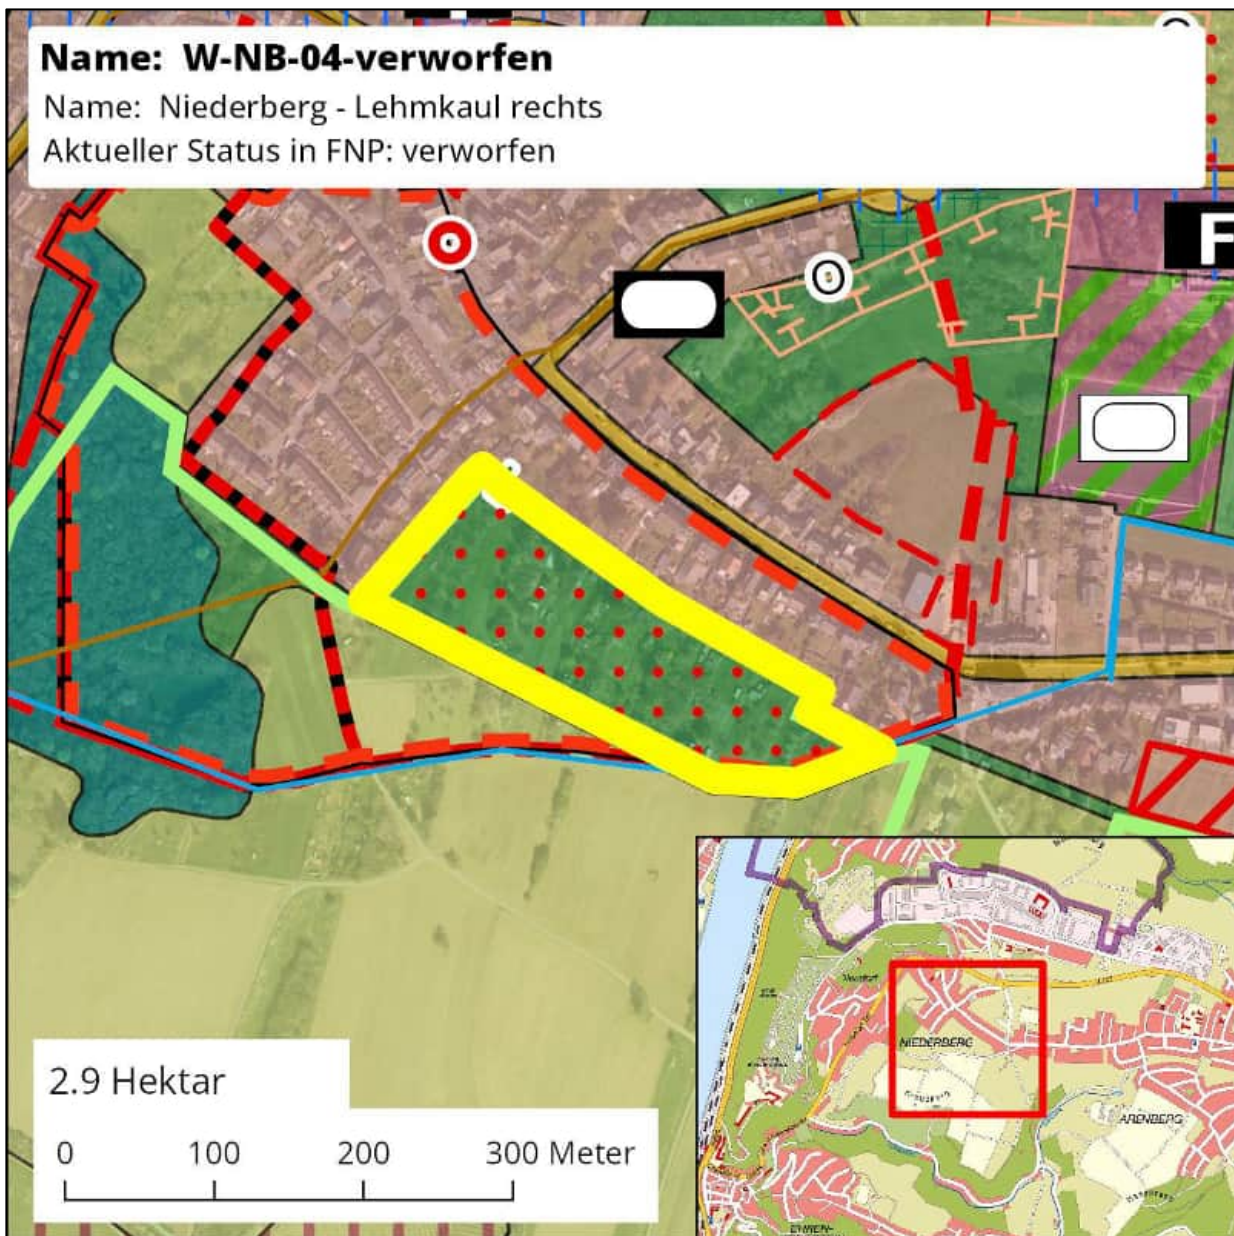 Name: W-NB-04-verworfen
Name: Niederberg - Lehmkaul rechts
Aktueller Status in FNP: verworfen
F
2.9 Hektar
0 100 200 300 Meter
NIEDERBERG
ARENBERG
EHREN-